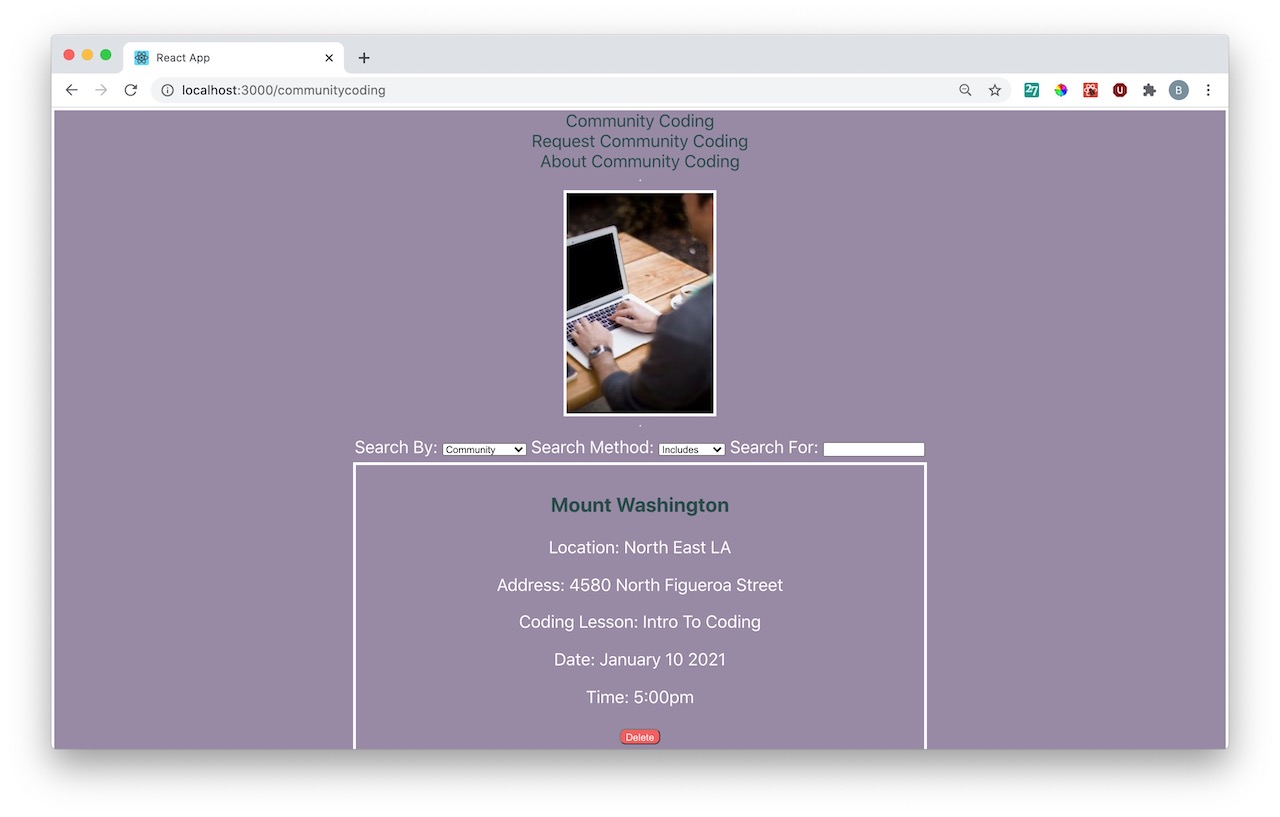 React App
localhost:3000/communitycoding
27
U
B
Community Coding
Request Community Coding
About Community Coding
.
.
Search By: Community Search Method: Includes Search For:
Mount Washington
Location: North East LA
Address: 4580 North Figueroa Street
Coding Lesson: Intro To Coding
Date: January 10 2021
Time: 5:00pm
Delete